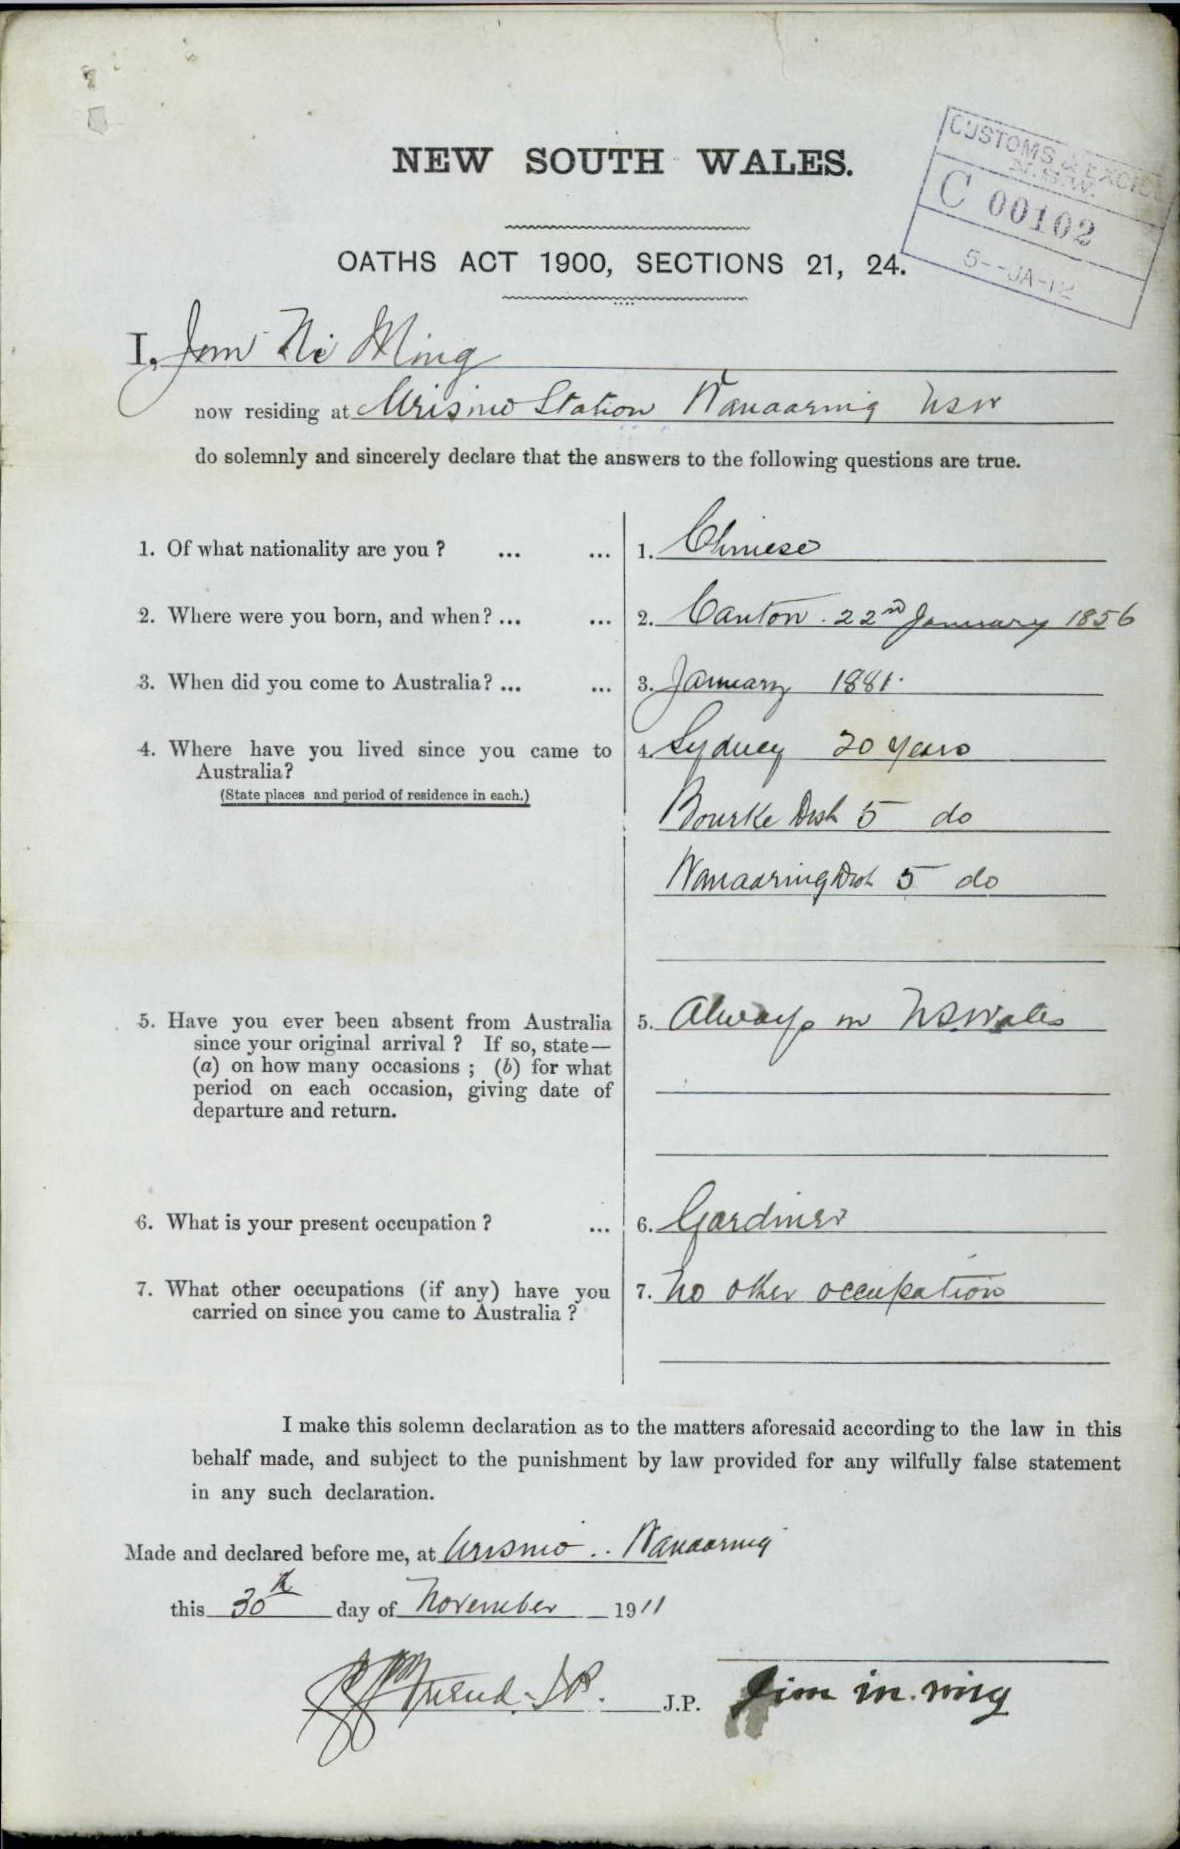 NEW SOUTH WALES.
CUSTOMS & EXCISE
N.S.W.
C 00102
5--JA-12
OATHS ACT 1900, SECTIONS 21, 24.
I, Jem Ni Ming
now residing at Urisino Station Wanaaring NSW
do solemnly and sincerely declare that the answers to the following questions are true.
1. Of what nationality are you ? ... ... 1. Chinese
2. Where were you born, and when ? ... ... 2. Canton . 22nd January 1856
3. When did you come to Australia ? ... ... 3. January 1881.
4. Where have you lived since you came to 4. Sydney 20 years
Australia?
(State places and period of residence in each.)
Bourke Dist 5 do
Wanaaring Dist 5 do
5. Have you ever been absent from Australia 5. Always in N.S.Wales
since your original arrival ? If so, state—
(a) on how many occasions ; (b) for what
period on each occasion, giving date of
departure and return.
6. What is your present occupation ? ... 6. Gardiner
7. What other occupations (if any) have you 7. No other occupation
carried on since you came to Australia ?
I make this solemn declaration as to the matters aforesaid according to the law in this
behalf made, and subject to the punishment by law provided for any wilfully false statement
in any such declaration.
Made and declared before me, at Urisino .. Wanaaring
this 30th day of November 1911
J.P. J.P. Jim in. ming